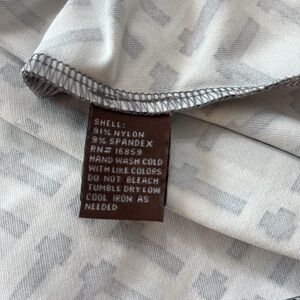 SHELL:
91% NYLON
9% SPANDEX
RN# 16859
HAND WASH COLD
WITH LIKE COLORS
DO NOT BLEACH
TUMBLE DRY LOW
COOL IRON AS
NEEDED